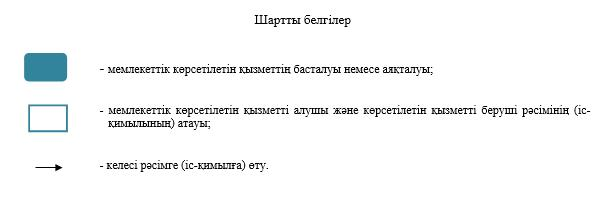 Шартты белгілер
- мемлекеттік көрсетілетін қызметтің басталуы немесе аяқталуы;
- мемлекеттік көрсетілетін қызметті алушы және көрсетілетін қызметті беруші рәсімінің (іс-
қимылының) атауы;
- келесі рәсімге (іс-қимылға) өту.